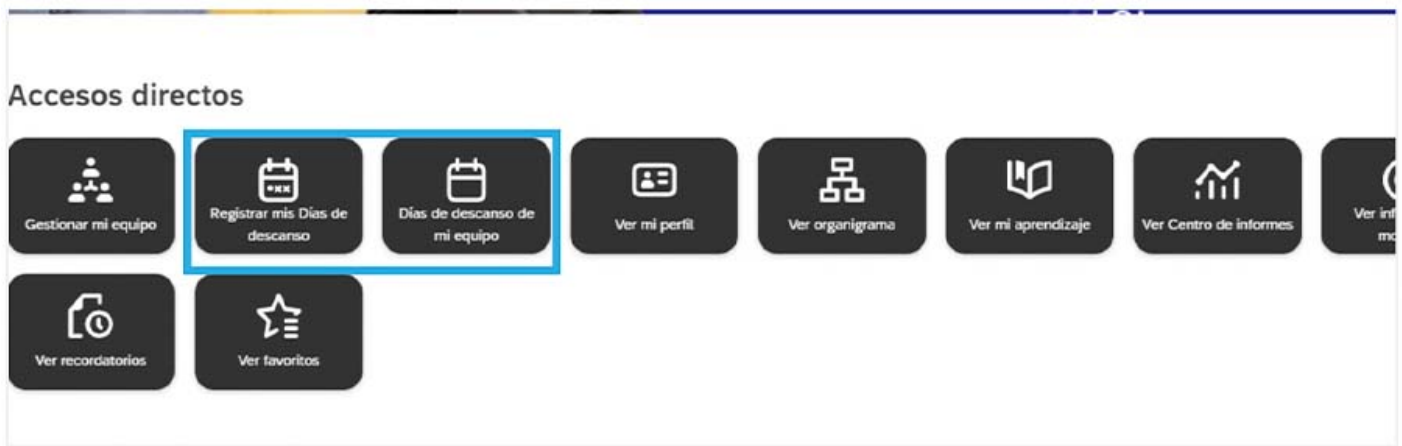 Accesos directos
Gestionar mi equipo
Registrar mis Días de
descanso
Días de descanso de
mi equipo
Ver mi perfil
Ver organigrama
Ver mi aprendizaje
Ver Centro de informes
Ver
Ver recordatorios
Ver favoritos